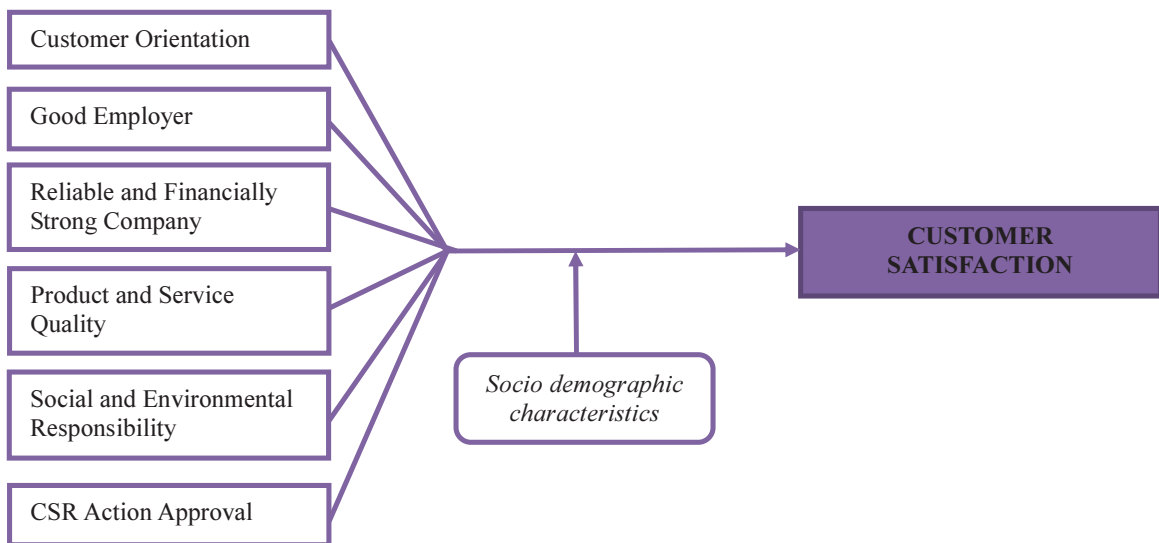 Customer Orientation
Good Employer
Reliable and Financially
Strong Company
Product and Service
Quality
Social and Environmental
Responsibility
CSR Action Approval
Socio demographic
characteristics
CUSTOMER
SATISFACTION